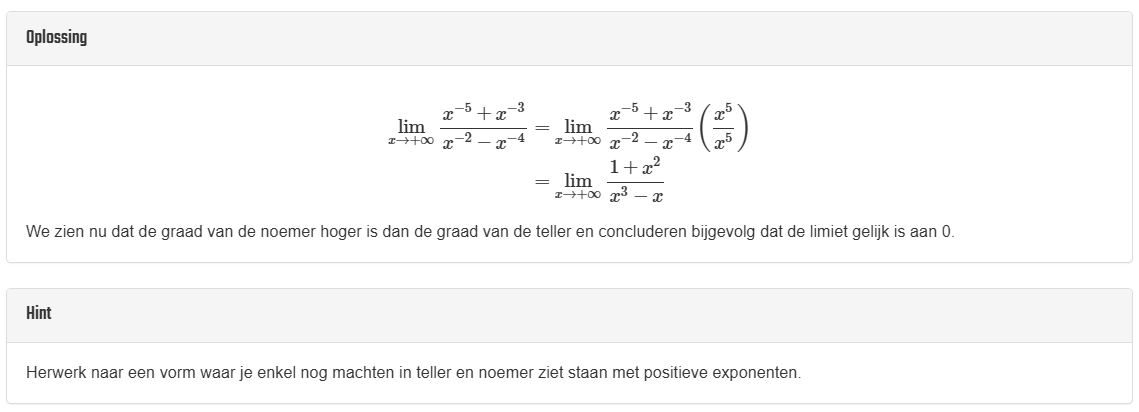 Oplossing
$$\lim_{x \to +\infty} \frac{x^{-5} + x^{-3}}{x^{-2} - x^{-4}} = \lim_{x \to +\infty} \frac{x^{-5} + x^{-3}}{x^{-2} - x^{-4}} \left( \frac{x^5}{x^5} \right)$$
$$= \lim_{x \to +\infty} \frac{1 + x^2}{x^3 - x}$$
We zien nu dat de graad van de noemer hoger is dan de graad van de teller en concluderen bijgevolg dat de limiet gelijk is aan 0.
Hint
Herwerk naar een vorm waar je enkel nog machten in teller en noemer ziet staan met positieve exponenten.